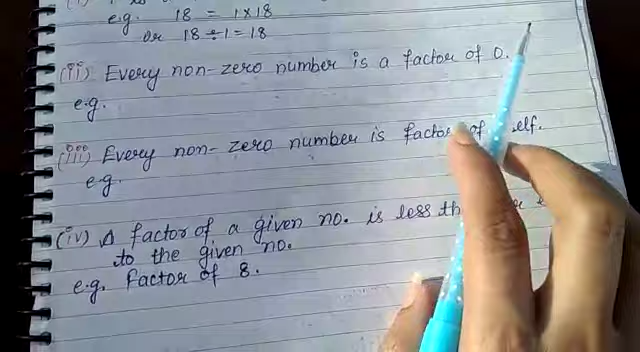 e.g. 18 = 1×18
or 18÷1=18
(ii) Every non-zero number is a factor of 0.
e.g.
(iii) Every non-zero number is factor of self.
e.g.
(iv) A factor of a given no. is less
to the given no.
e.g. Factor of 8.